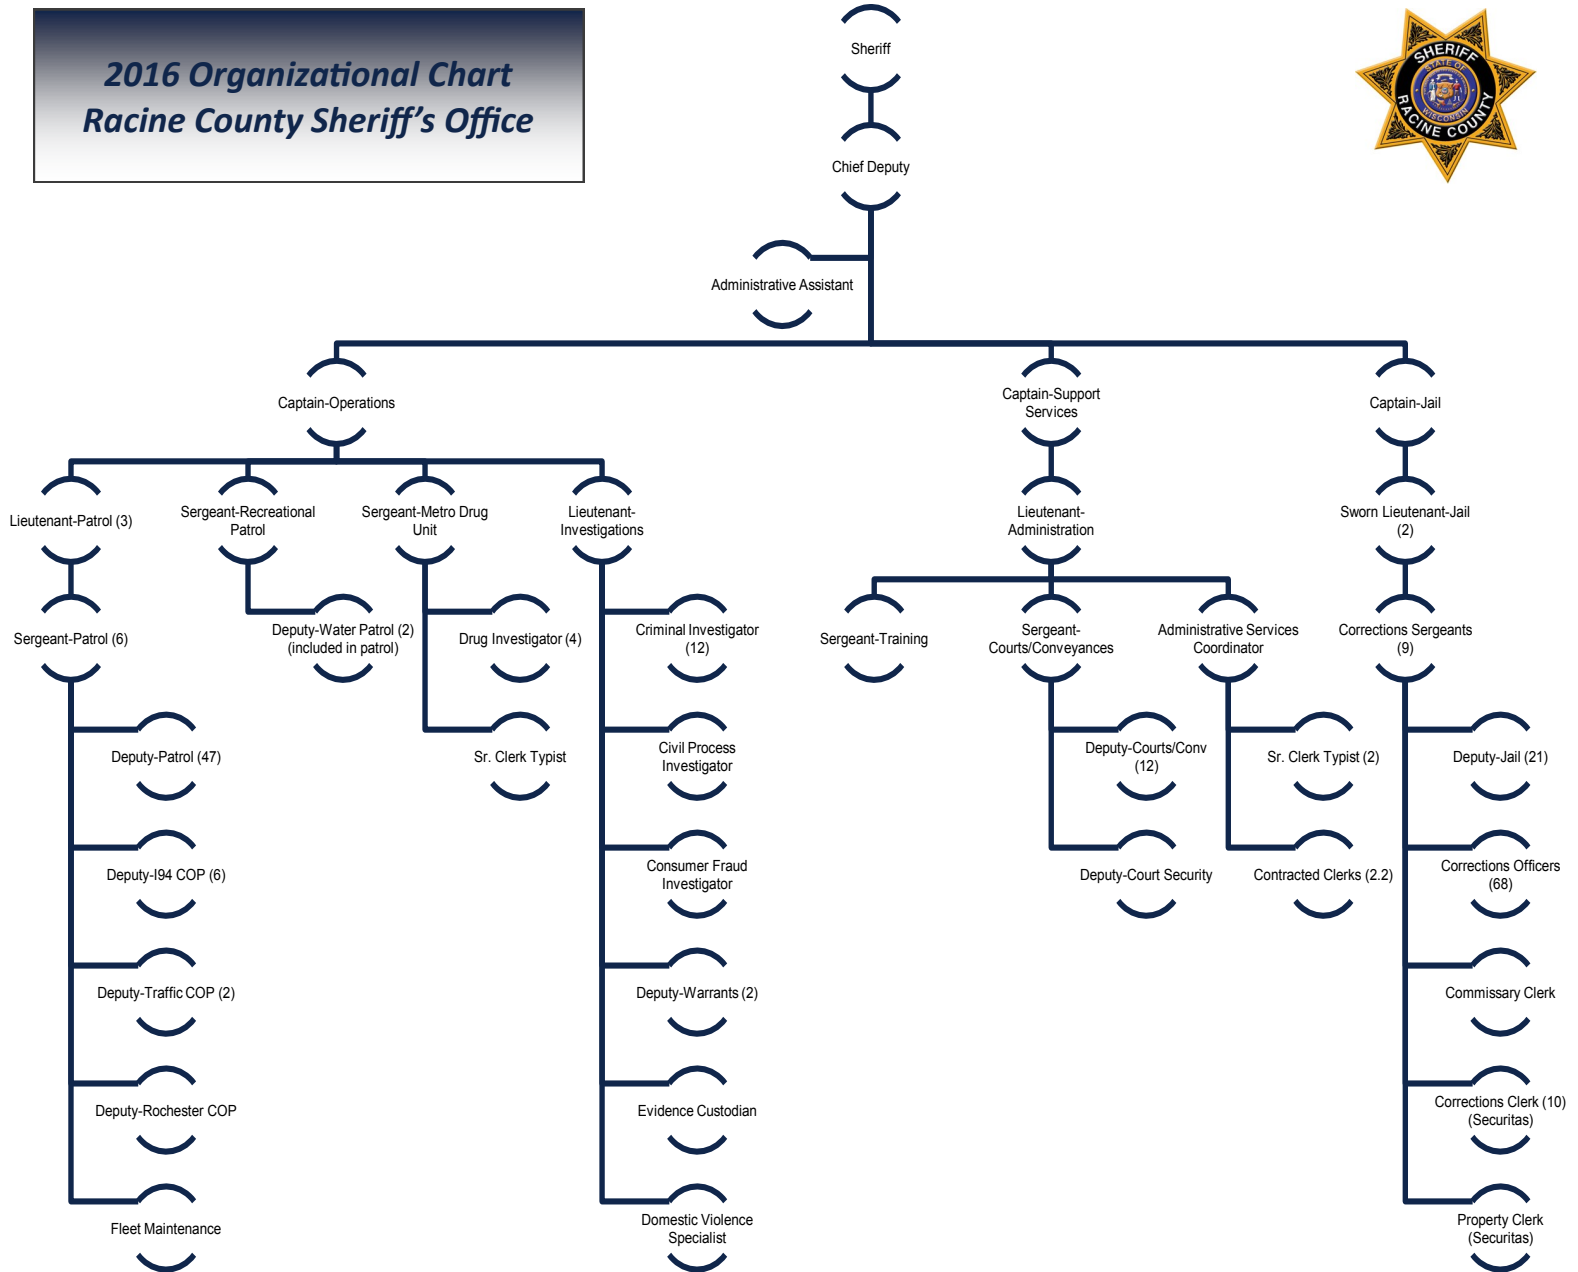 2016 Organizational Chart
Racine County Sheriff's Office
SHERIFF
STATE OF
WISCONSIN
RACINE COUNTY
Sheriff
Chief Deputy
Administrative Assistant
Captain-Operations
Captain-Support
Services
Captain-Jail
Lieutenant-Patrol (3)
Sergeant-Recreational
Patrol
Sergeant-Metro Drug
Unit
Lieutenant-
Investigations
Lieutenant-
Administration
Sworn Lieutenant-Jail
(2)
Sergeant-Patrol (6)
Deputy-Water Patrol (2)
(included in patrol)
Drug Investigator (4)
Criminal Investigator
(12)
Sergeant-Training
Sergeant-
Courts/Conveyances
Administrative Services
Coordinator
Corrections Sergeants
(9)
Deputy-Patrol (47)
Sr. Clerk Typist
Civil Process
Investigator
Deputy-Courts/Conv
(12)
Sr. Clerk Typist (2)
Deputy-Jail (21)
Deputy-I94 COP (6)
Consumer Fraud
Investigator
Deputy-Court Security
Contracted Clerks (2.2)
Corrections Officers
(68)
Deputy-Traffic COP (2)
Deputy-Warrants (2)
Commissary Clerk
Deputy-Rochester COP
Evidence Custodian
Corrections Clerk (10)
(Securitas)
Fleet Maintenance
Domestic Violence
Specialist
Property Clerk
(Securitas)